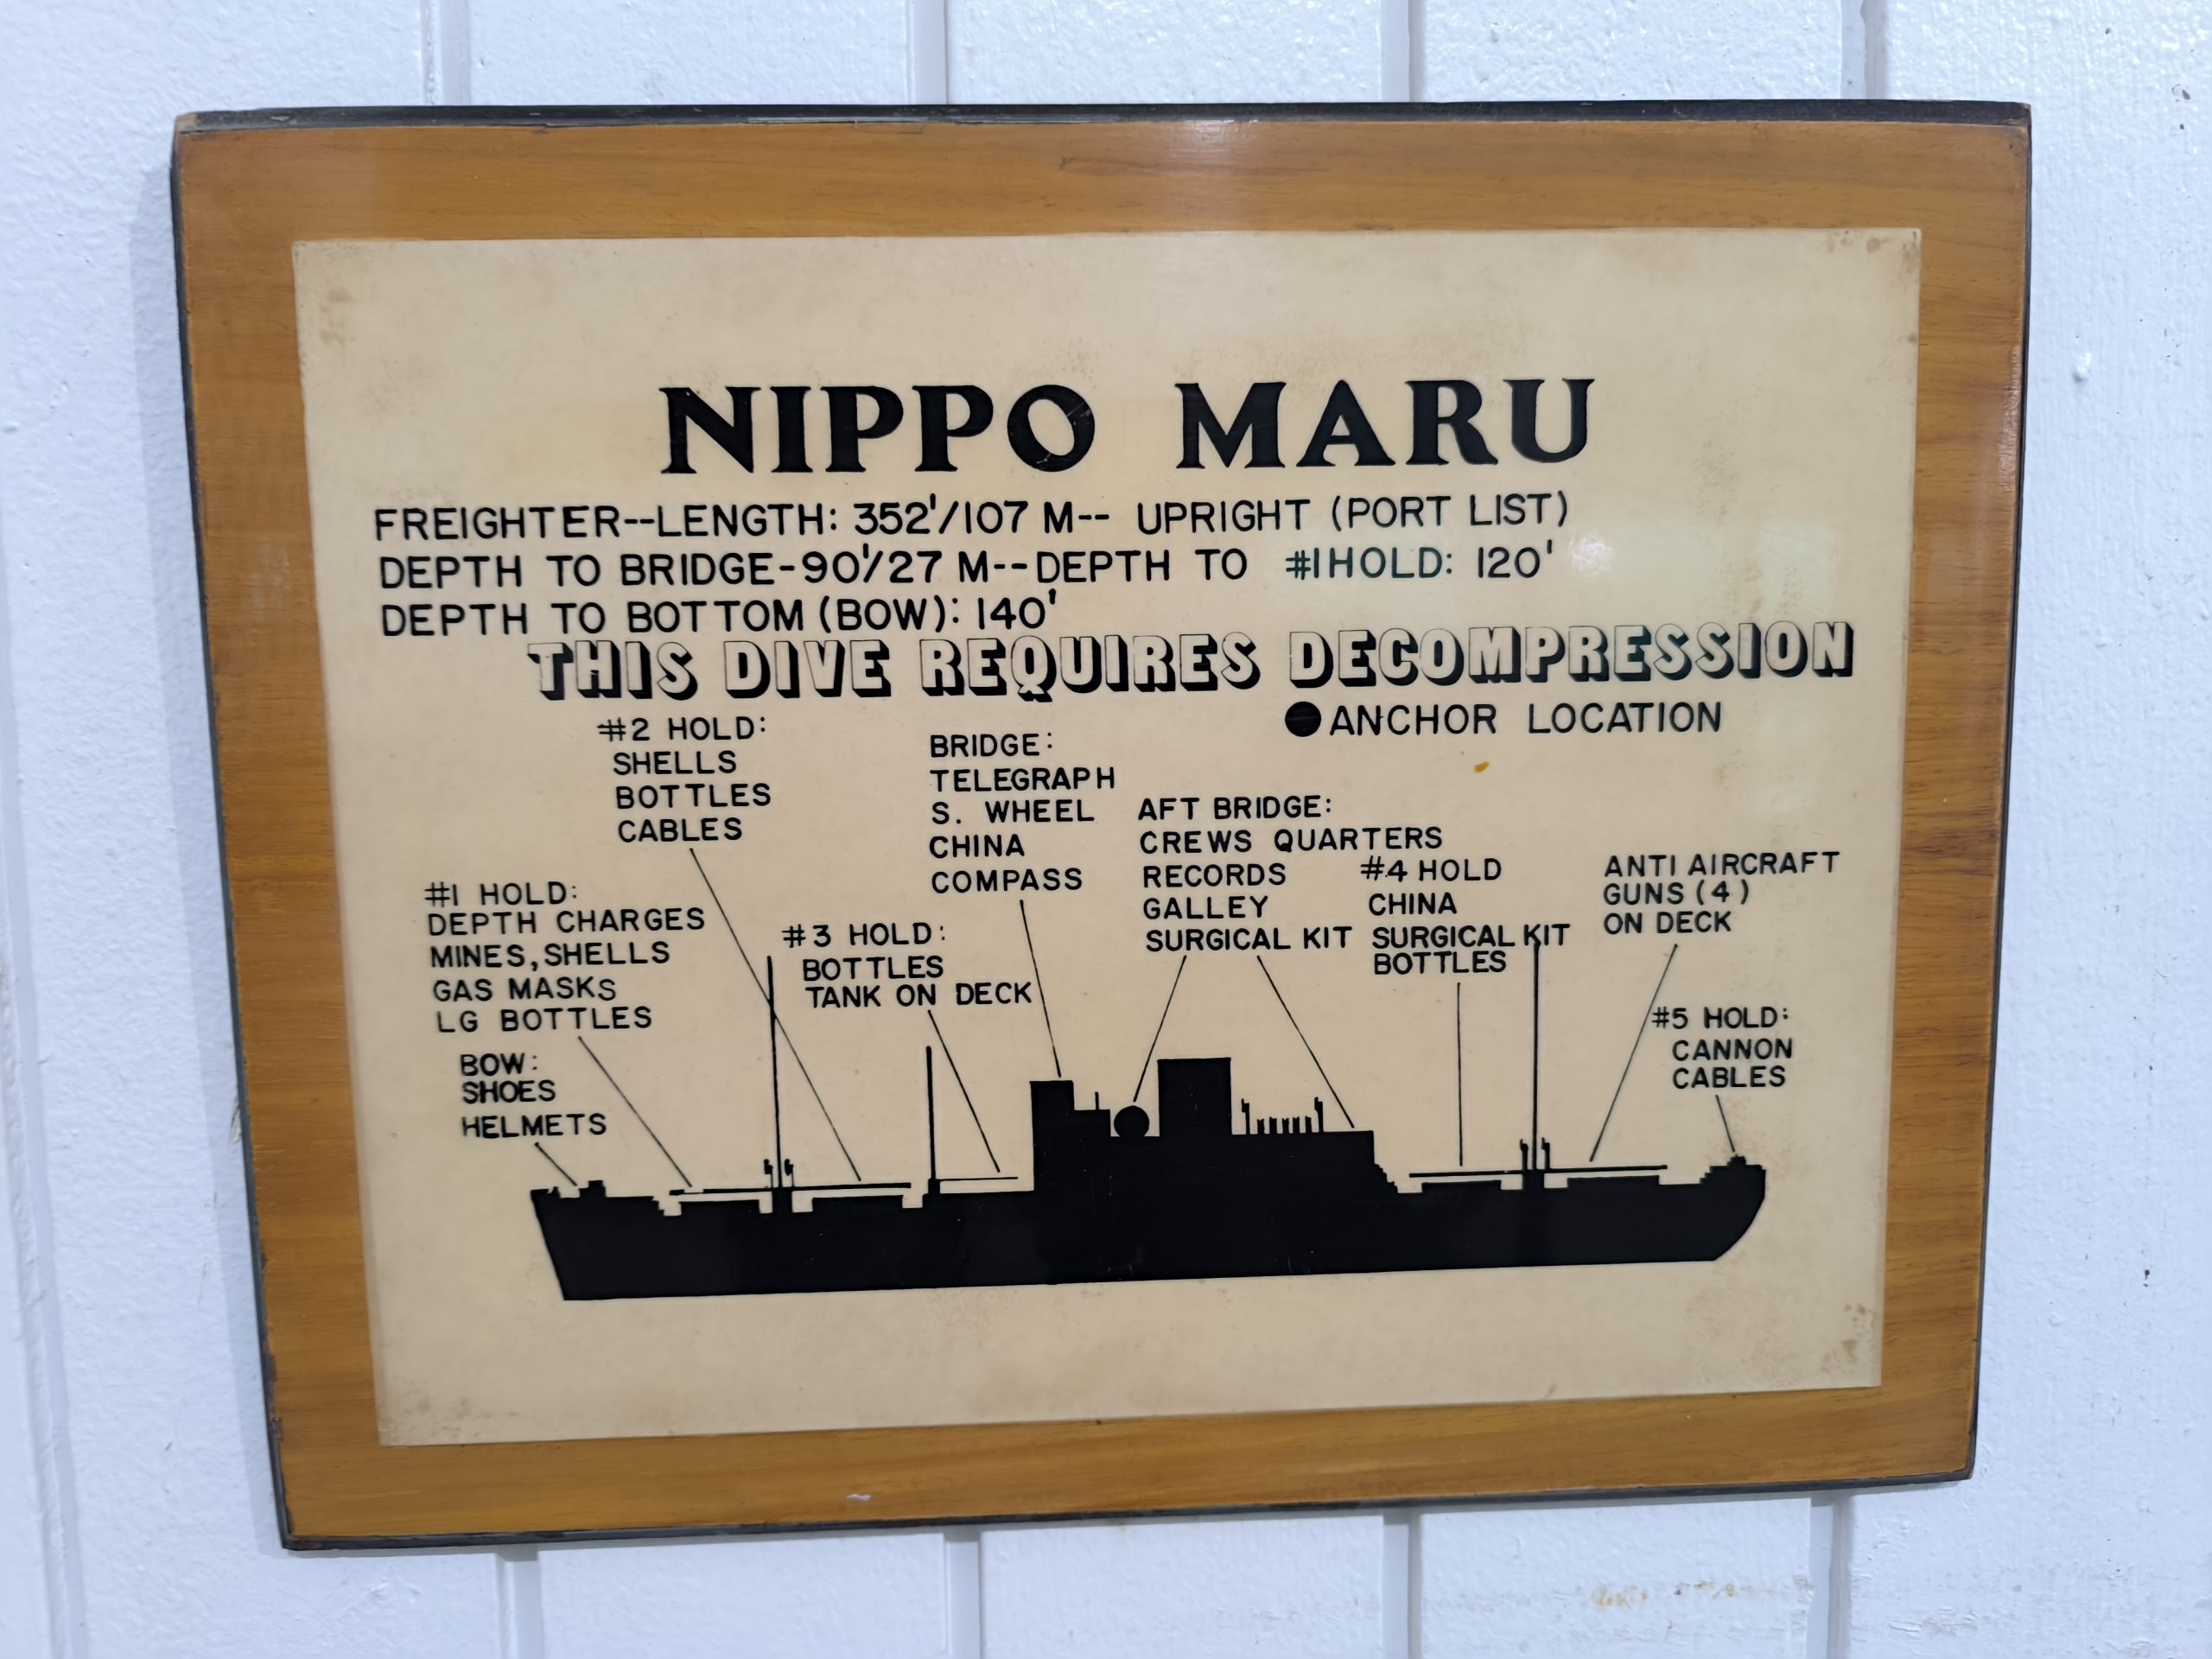 NIPPO MARU
FREIGHTER--LENGTH: 352'/107 M-- UPRIGHT (PORT LIST)
DEPTH TO BRIDGE-90'/27 M--DEPTH TO #1HOLD: 120'
DEPTH TO BOTTOM (BOW): 140'
THIS DIVE REQUIRES DECOMPRESSION
ANCHOR LOCATION
#2 HOLD:
SHELLS
BOTTLES
CABLES
BRIDGE:
TELEGRAPH
S. WHEEL
CHINA
COMPASS
AFT BRIDGE:
CREWS QUARTERS
RECORDS
GALLEY
SURGICAL KIT
#4 HOLD
CHINA
SURGICAL KIT
BOTTLES
ANTI AIRCRAFT
GUNS (4)
ON DECK
#1 HOLD:
DEPTH CHARGES
MINES, SHELLS
GAS MASKS
LG BOTTLES
#3 HOLD:
BOTTLES
TANK ON DECK
#5 HOLD:
CANNON
CABLES
BOW:
SHOES
HELMETS